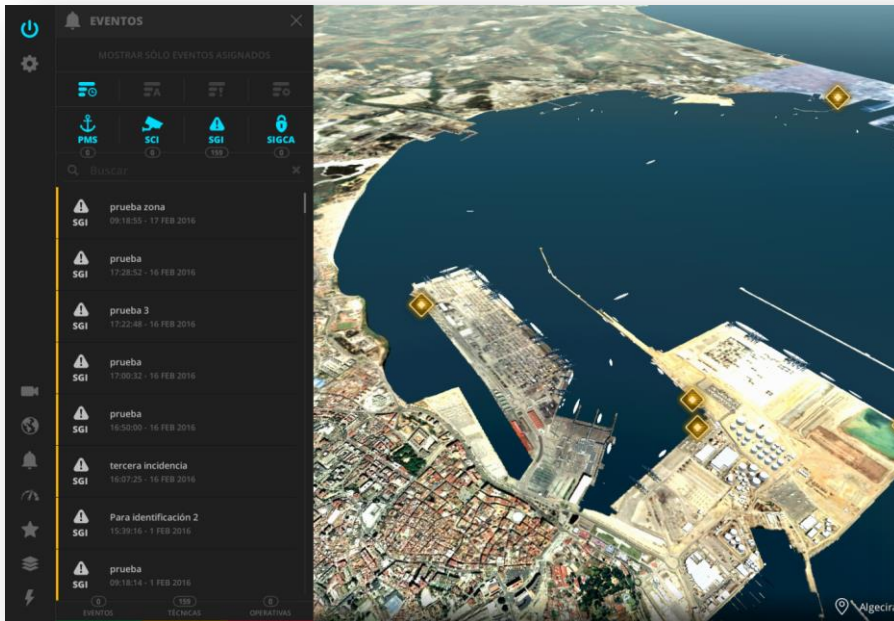 EVENTOS
MOSTRAR SÓLO EVENTOS ASIGNADOS
PMS SCI SGI SIGCA
0 0 159 0
Buscar
prueba zona
SGI 09:18:55 - 17 FEB 2016
prueba
SGI 17:28:52 - 16 FEB 2016
prueba 3
SGI 17:22:48 - 16 FEB 2016
prueba
SGI 17:00:32 - 16 FEB 2016
prueba
SGI 16:50:00 - 16 FEB 2016
tercera incidencia
SGI 16:07:25 - 16 FEB 2016
Para identificación 2
SGI 15:39:16 - 1 FEB 2016
prueba
SGI 09:18:14 - 1 FEB 2016
0 159 0
EVENTOS TÉCNICAS OPERATIVAS
Algecira